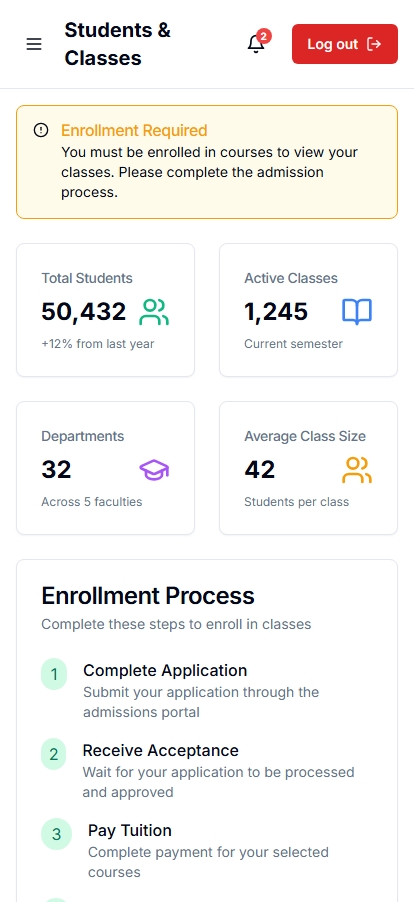 Students &
Classes
2
Log out
Enrollment Required
You must be enrolled in courses to view your
classes. Please complete the admission
process.
Total Students
50,432
+12% from last year
Active Classes
1,245
Current semester
Departments
32
Across 5 faculties
Average Class Size
42
Students per class
Enrollment Process
Complete these steps to enroll in classes
1
Complete Application
Submit your application through the
admissions portal
2
Receive Acceptance
Wait for your application to be processed
and approved
3
Pay Tuition
Complete payment for your selected
courses